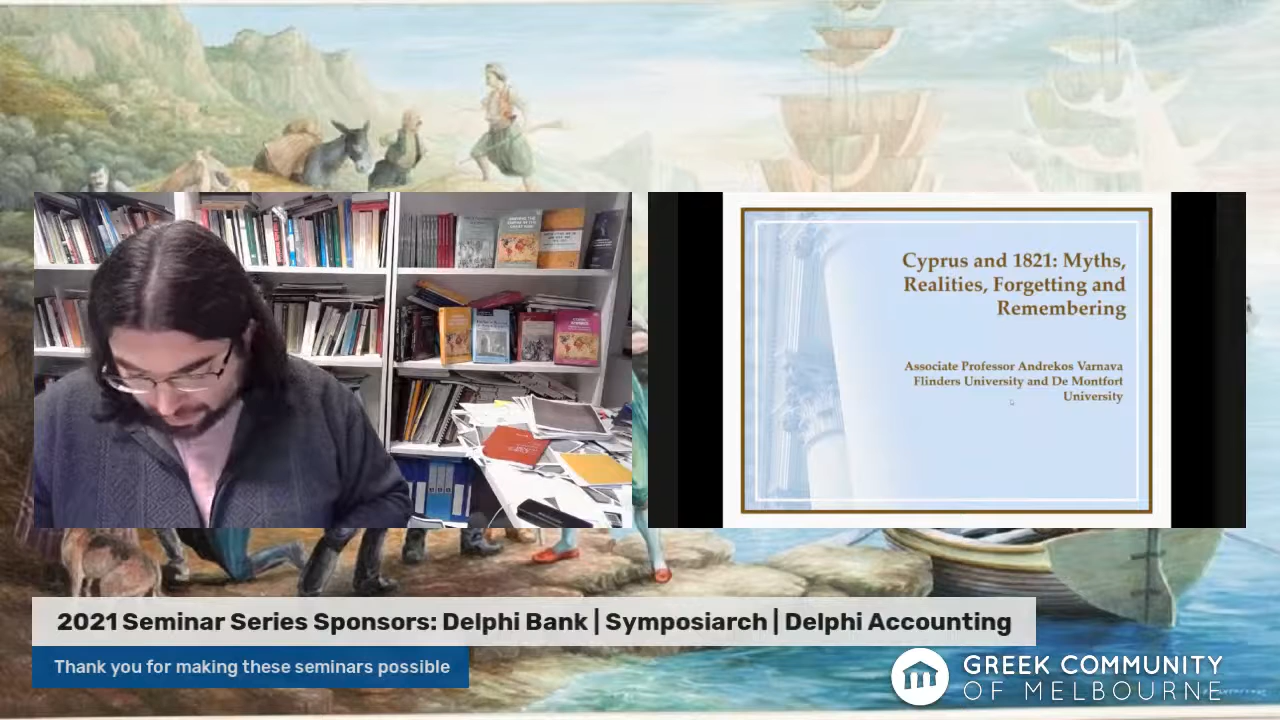 Cyprus and 1821: Myths,
Realities, Forgetting and
Remembering
Associate Professor Andrekos Varnava
Flinders University and De Montfort
University
2021 Seminar Series Sponsors: Delphi Bank | Symposiarch | Delphi Accounting
Thank you for making these seminars possible
GREEK COMMUNITY
OF MELBOURNE